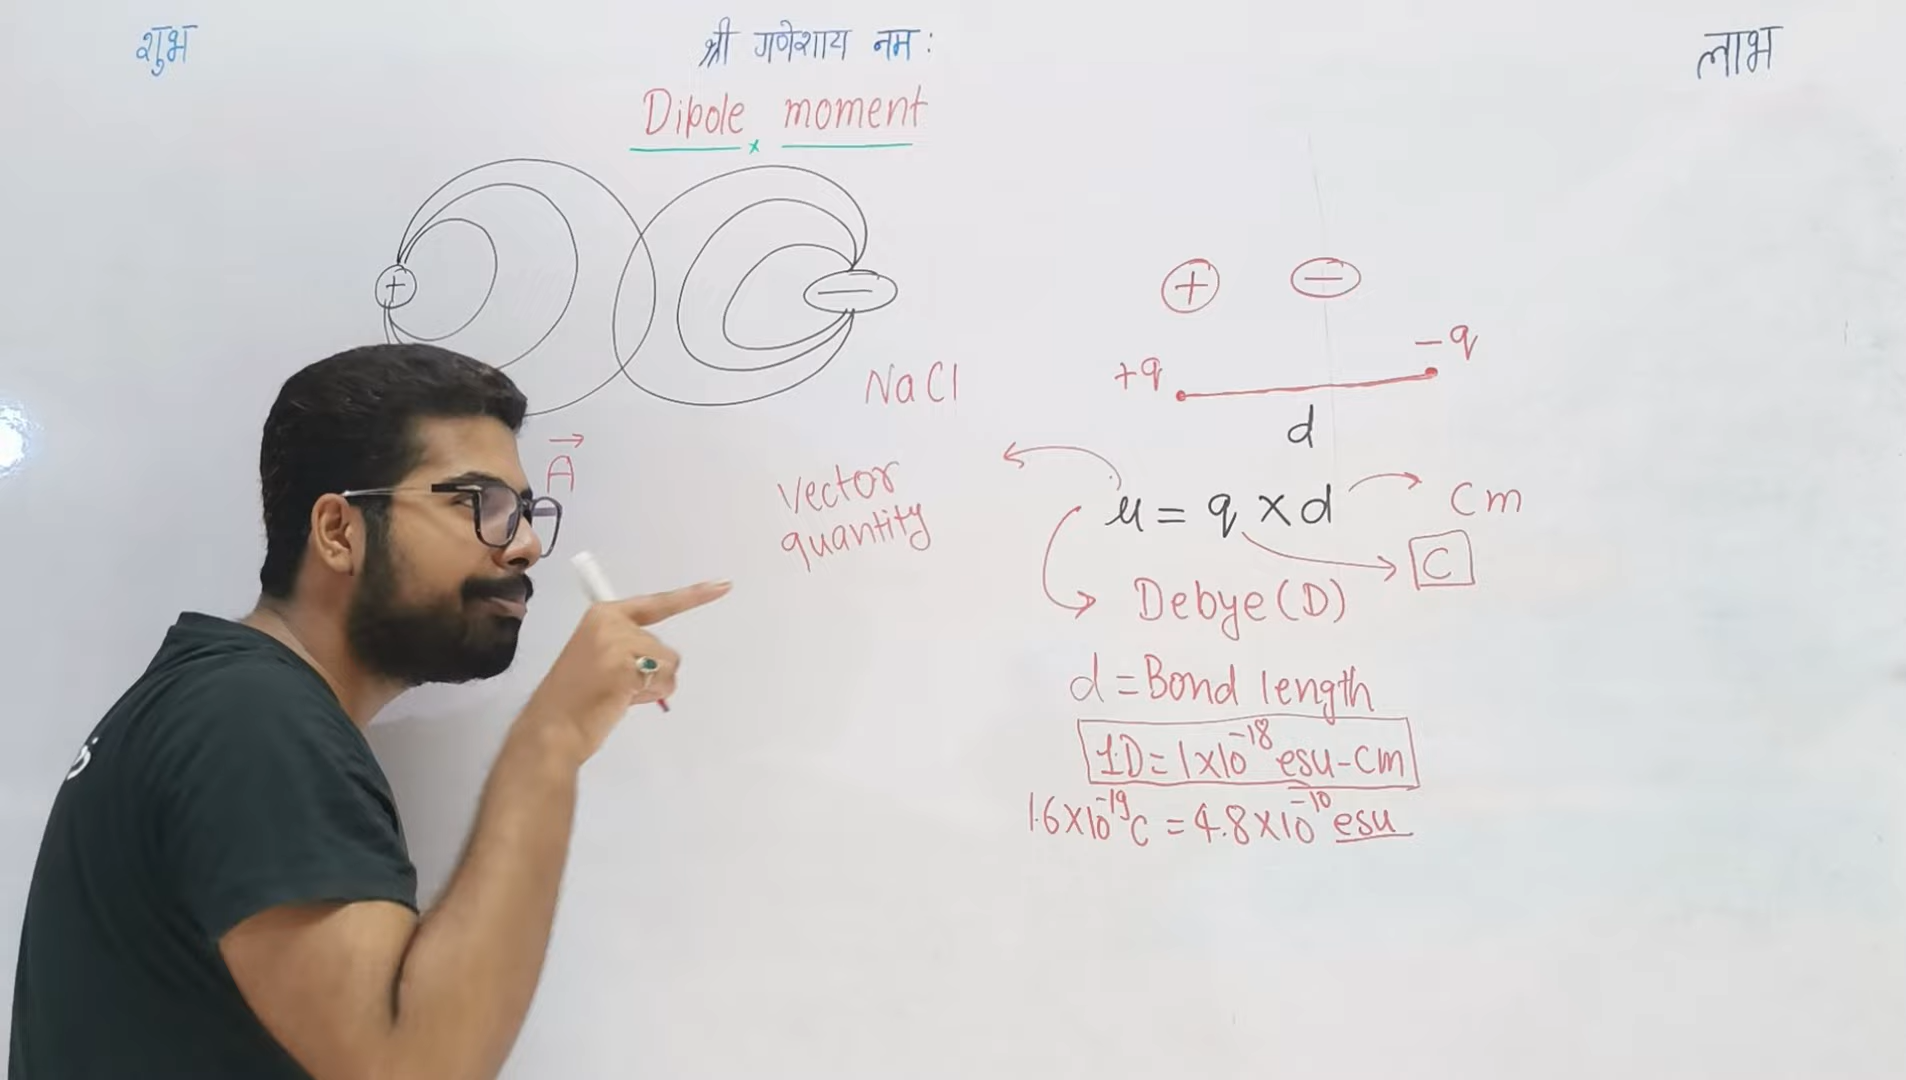 शुभ
श्री गणेशाय नम:
लाभ
Dipole moment
+
−
+
−
+q
−q
NaCl
d
A
Vector
quantity
μ = q × d
Cm
C
Debye (D)
d = Bond length
1D = 1×10⁻¹⁸ esu-cm
1.6×10⁻¹⁹C = 4.8×10⁻¹⁰ esu